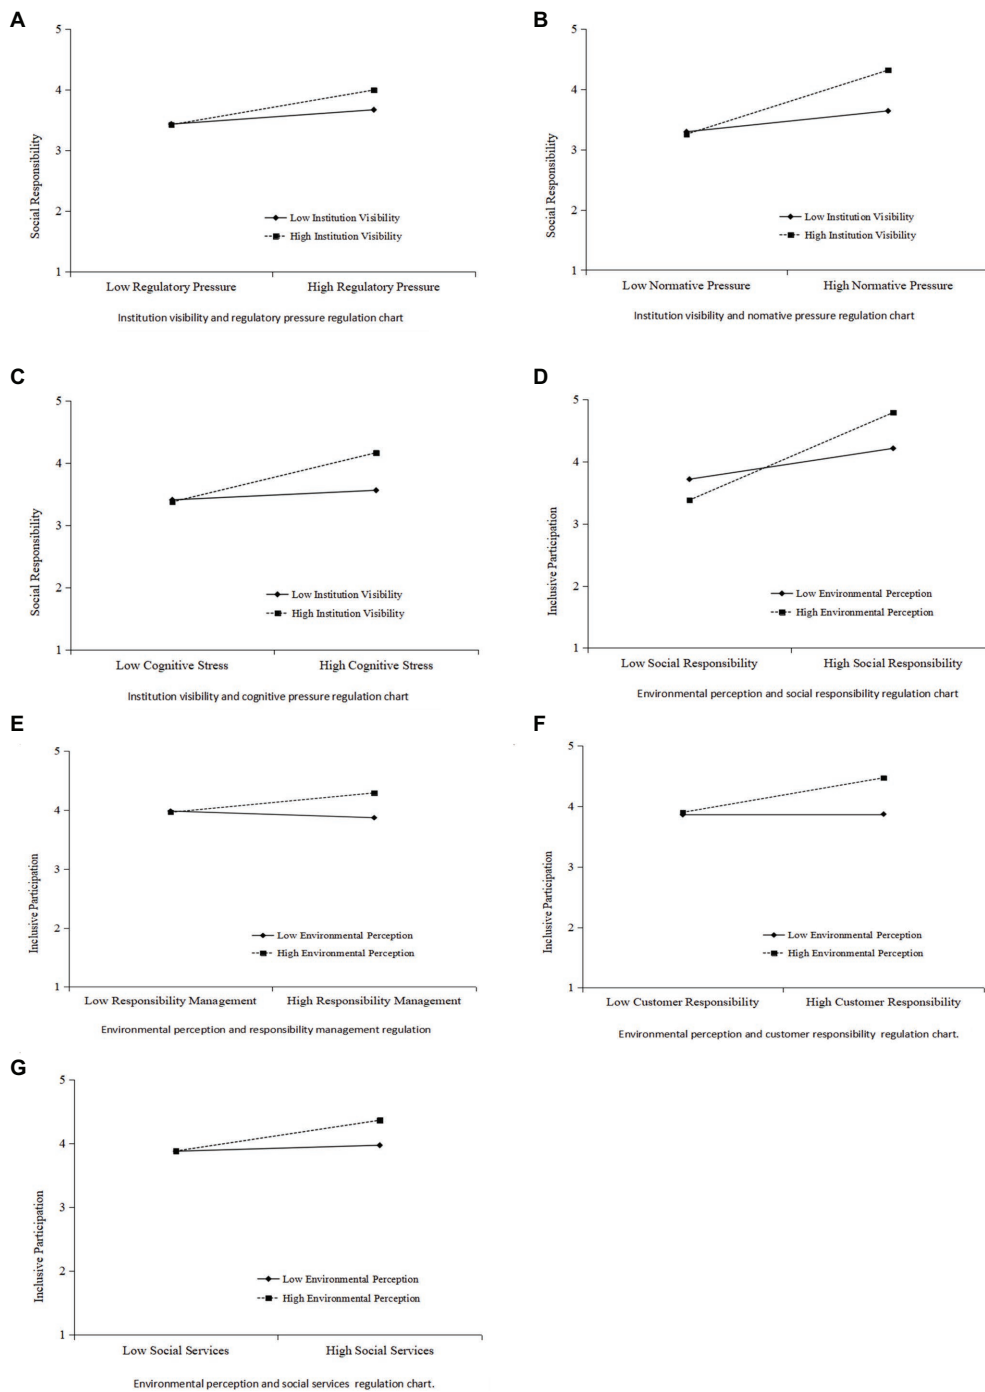 A
5
4
3
2
1
Social Responsibility
Low Institution Visibility
High Institution Visibility
Low Regulatory Pressure
High Regulatory Pressure
Institution visibility and regulatory pressure regulation chart
B
5
4
3
2
1
Social Responsibility
Low Institution Visibility
High Institution Visibility
Low Normative Pressure
High Normative Pressure
Institution visibility and nomative pressure regulation chart
C
5
4
3
2
1
Social Responsibility
Low Institution Visibility
High Institution Visibility
Low Cognitive Stress
High Cognitive Stress
Institution visibility and cognitive pressure regulation chart
D
5
4
3
2
1
Inclusive Participation
Low Environmental Perception
High Environmental Perception
Low Social Responsibility
High Social Responsibility
Environmental perception and social responsibility regulation chart
E
5
4
3
2
1
Inclusive Participation
Low Environmental Perception
High Environmental Perception
Low Responsibility Management
High Responsibility Management
Environmental perception and responsibility management regulation
F
5
4
3
2
1
Inclusive Participation
Low Environmental Perception
High Environmental Perception
Low Customer Responsibility
High Customer Responsibility
Environmental perception and customer responsibility regulation chart.
G
5
4
3
2
1
Inclusive Participation
Low Environmental Perception
High Environmental Perception
Low Social Services
High Social Services
Environmental perception and social services regulation chart.